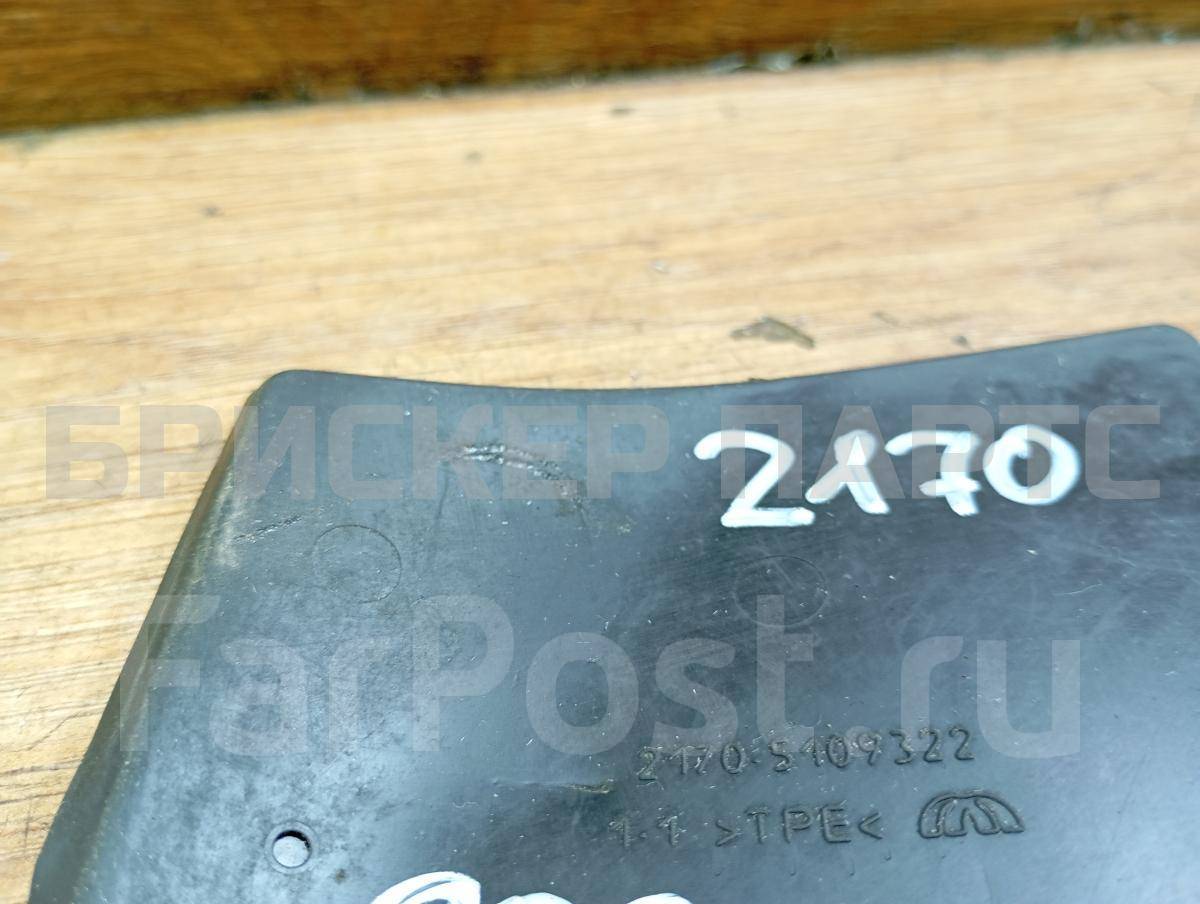 БРИСКЕР ПАРТС
2170
FarPost.ru
2170-5109322
1.1 >TPE<